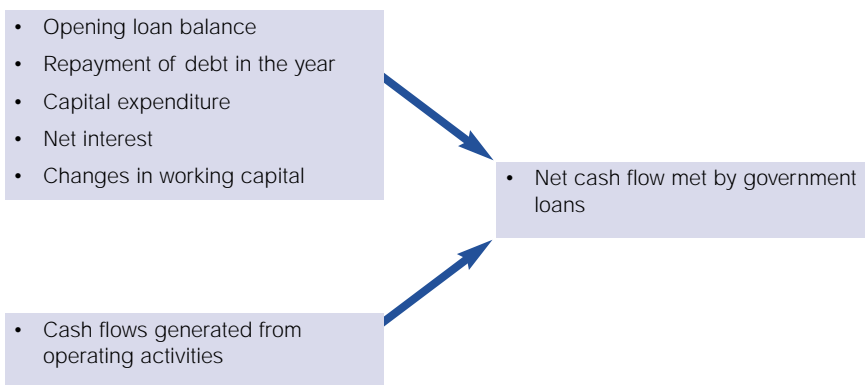 • Opening loan balance
• Repayment of debt in the year
• Capital expenditure
• Net interest
• Changes in working capital
• Net cash flow met by government
loans
• Cash flows generated from
operating activities